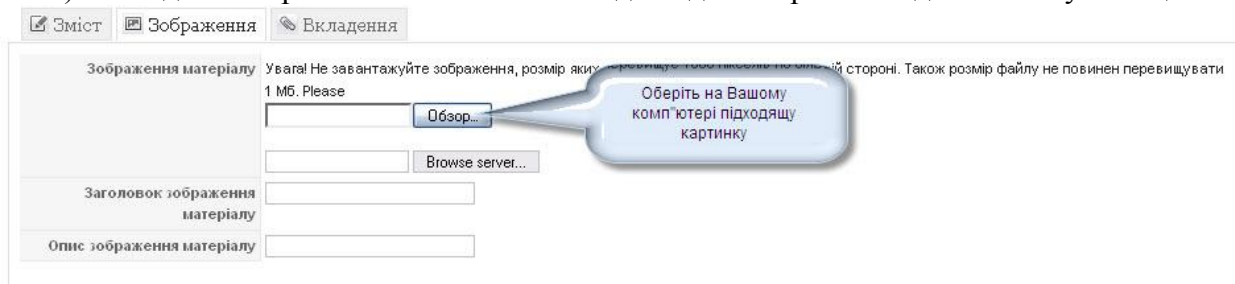 Зміст Зображення Вкладення
Зображення матеріалу Увага! Не завантажуйте зображення, розмір яких стороні. Також розмір файлу не повинен перевищувати
1 Мб. Please
Оберіть на Вашому
комп"ютері підходящу
картинку
Обзор...
Browse server...
Заголовок зображення
матеріалу
Опис зображення матеріалу